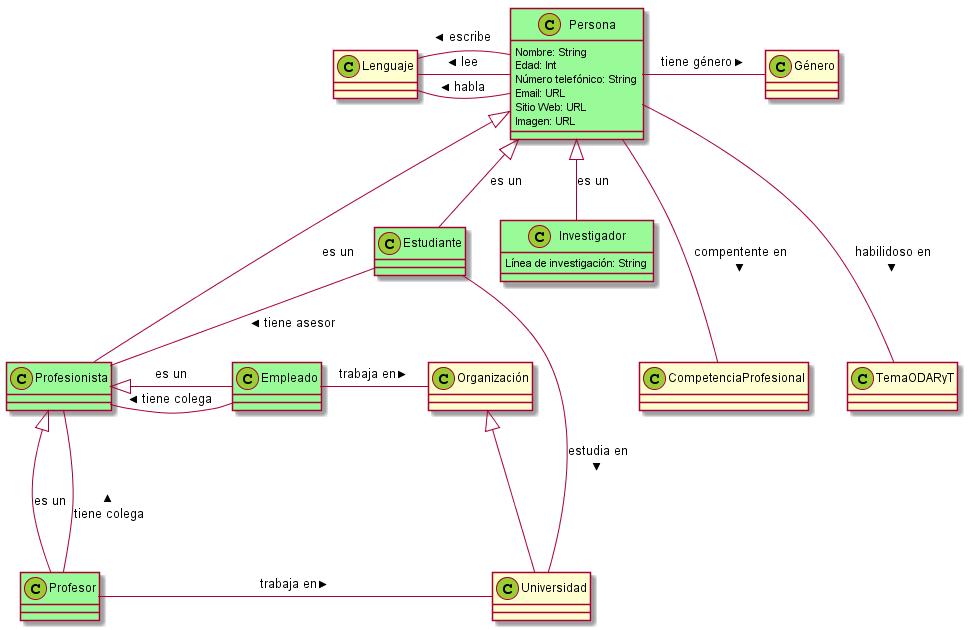 C Persona
Nombre: String
Edad: Int
Número telefónico: String
Email: URL
Sitio Web: URL
Imagen: URL
◄ escribe
◄ lee
◄ habla
C Lenguaje
tiene género ►
C Género
es un
es un
es un
C Estudiante
C Investigador
Línea de investigación: String
compentente en
▼
habilidoso en
▼
◄ tiene asesor
C Profesionista
es un
◄ tiene colega
C Empleado
trabaja en ►
C Organización
C CompetenciaProfesional
C TemaODARyT
estudia en
▼
es un
▲
tiene colega
C Profesor
trabaja en ►
C Universidad